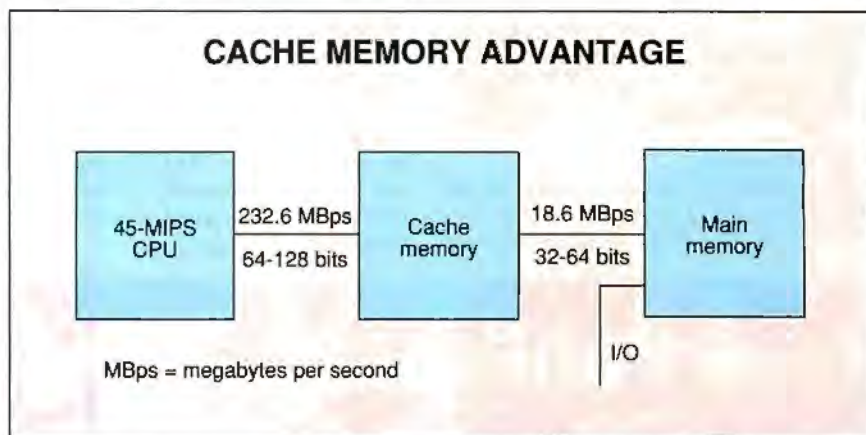 CACHE MEMORY ADVANTAGE
45-MIPS
CPU
232.6 MBps
64-128 bits
Cache
memory
18.6 MBps
32-64 bits
Main
memory
I/O
MBps = megabytes per second